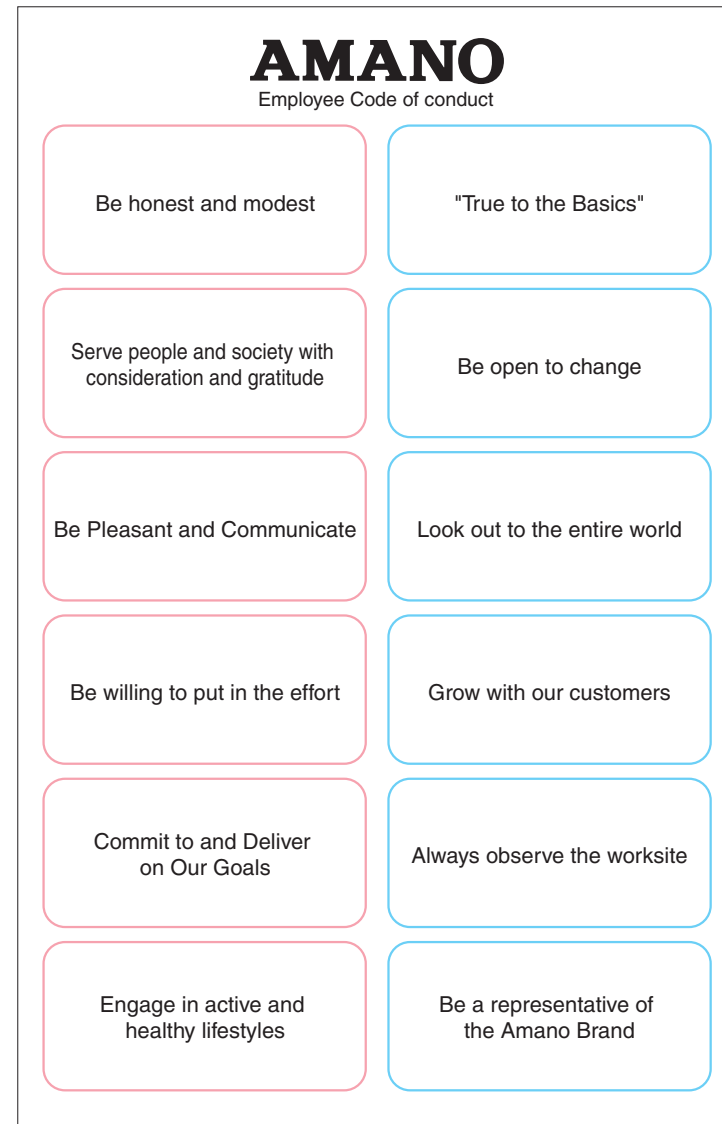 AMANO
Employee Code of conduct
Be honest and modest
"True to the Basics"
Serve people and society with
consideration and gratitude
Be open to change
Be Pleasant and Communicate
Look out to the entire world
Be willing to put in the effort
Grow with our customers
Commit to and Deliver
on Our Goals
Always observe the worksite
Engage in active and
healthy lifestyles
Be a representative of
the Amano Brand